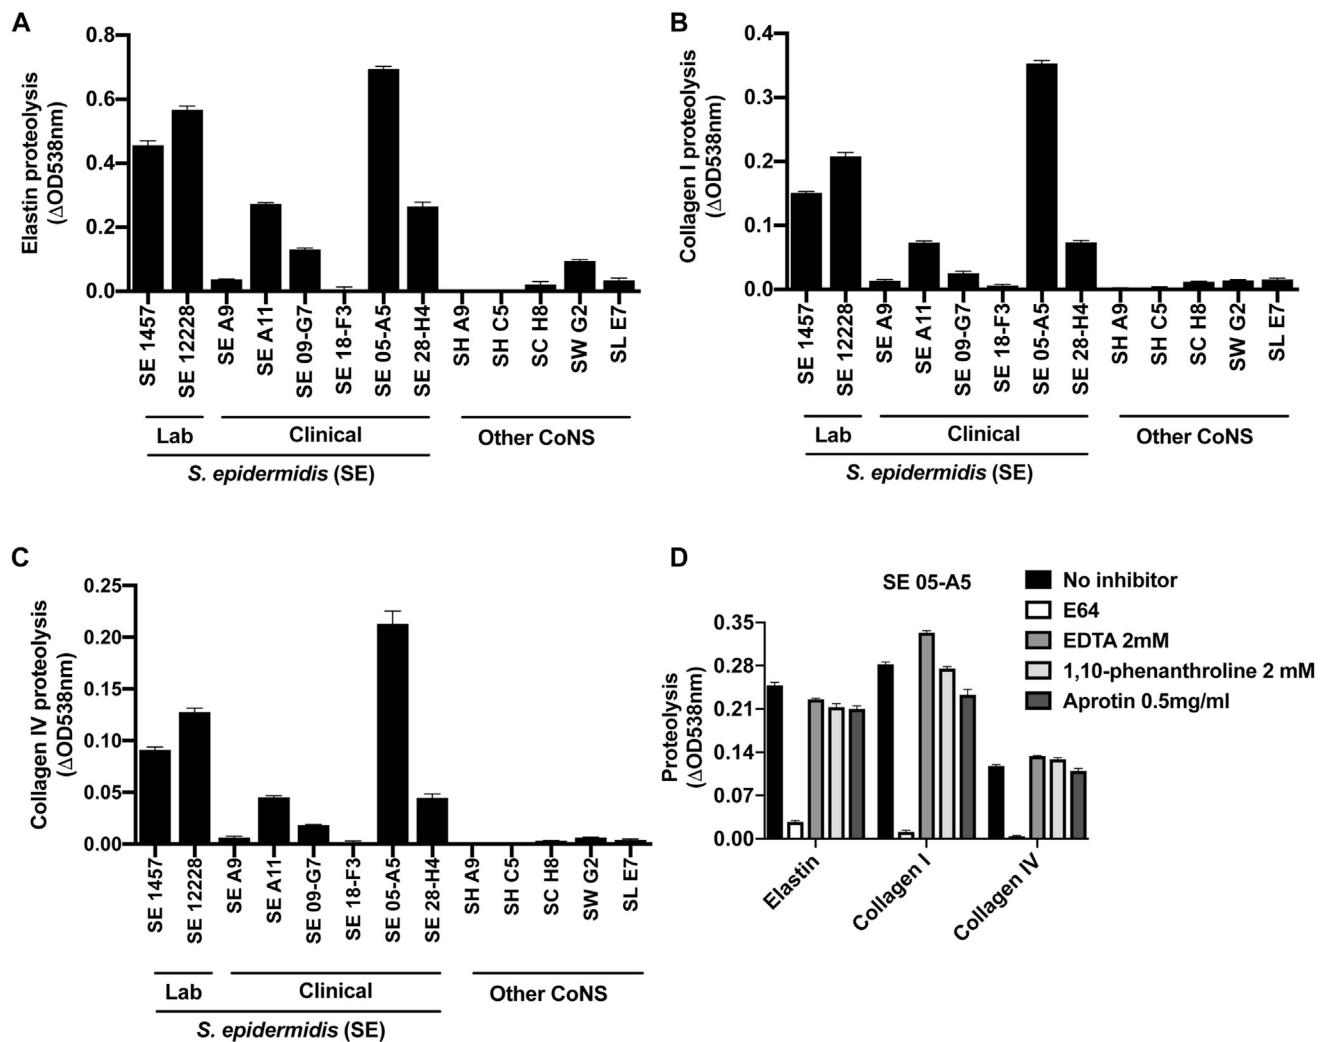 A
Elastin proteolysis
(ΔOD538nm)
0.8
0.6
0.4
0.2
0.0
SE 1457
SE 12228
SE A9
SE A11
SE 09-G7
SE 18-F3
SE 05-A5
SE 28-H4
SH A9
SH C5
SC H8
SW G2
SL E7
Lab
Clinical
Other CoNS
S. epidermidis (SE)
B
Collagen I proteolysis
(ΔOD538nm)
0.4
0.3
0.2
0.1
0.0
SE 1457
SE 12228
SE A9
SE A11
SE 09-G7
SE 18-F3
SE 05-A5
SE 28-H4
SH A9
SH C5
SC H8
SW G2
SL E7
Lab
Clinical
Other CoNS
S. epidermidis (SE)
C
Collagen IV proteolysis
(ΔOD538nm)
0.25
0.20
0.15
0.10
0.05
0.00
SE 1457
SE 12228
SE A9
SE A11
SE 09-G7
SE 18-F3
SE 05-A5
SE 28-H4
SH A9
SH C5
SC H8
SW G2
SL E7
Lab
Clinical
Other CoNS
S. epidermidis (SE)
D
SE 05-A5
Proteolysis
(ΔOD538nm)
0.35
0.28
0.21
0.14
0.07
0.00
Elastin
Collagen I
Collagen IV
No inhibitor
E64
EDTA 2mM
1,10-phenanthroline 2 mM
Aprotin 0.5mg/ml